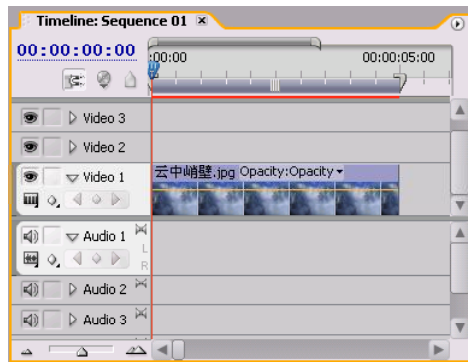 Timeline: Sequence 01
00:00:00:00
:00:00
00:00:05:00
Video 3
Video 2
Video 1
云中峭壁.jpg Opacity:Opacity
Audio 1
L
R
Audio 2
Audio 3